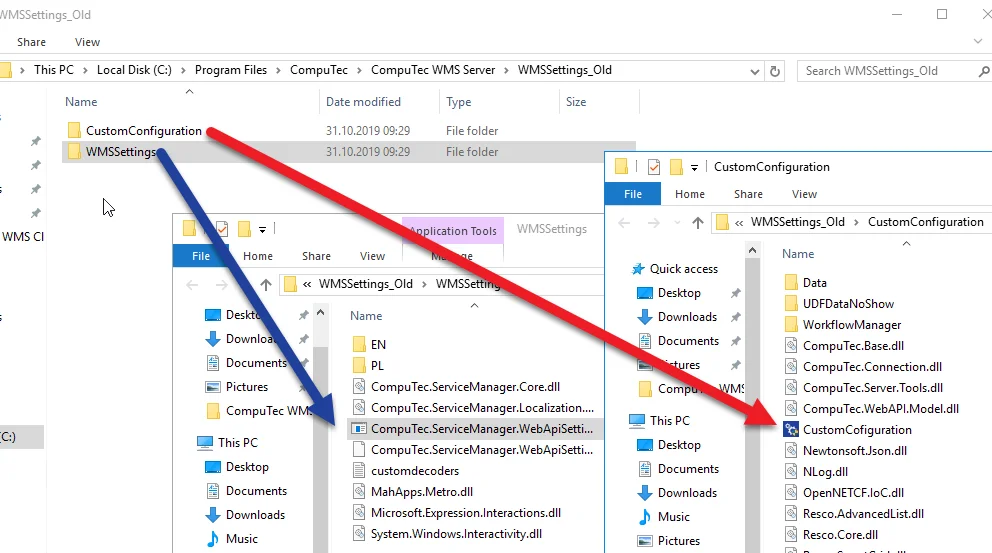 WMSSettings_Old
Share View
This PC > Local Disk (C:) > Program Files > CompuTec > CompuTec WMS Server > WMSSettings_Old
Search WMSSettings_Old
Name Date modified Type Size
CustomConfiguration 31.10.2019 09:29 File folder
WMSSettings 31.10.2019 09:29 File folder
WMS Cl
(C:)
Application Tools WMSSettings
File Home Share View Manage
« WMSSettings_Old > WMSSettings
Name
Desktop
Downloads
Documents
Pictures
CompuTec WMS
This PC
Desktop
Documents
Downloads
Music
EN
PL
CompuTec.ServiceManager.Core.dll
CompuTec.ServiceManager.Localization....
CompuTec.ServiceManager.WebApiSetti...
CompuTec.ServiceManager.WebApiSetti...
customdecoders
MahApps.Metro.dll
Microsoft.Expression.Interactions.dll
System.Windows.Interactivity.dll
CustomConfiguration
File Home Share View
« WMSSettings_Old > CustomConfiguration
Name
Quick access
Desktop
Downloads
Documents
Pictures
CompuTec WMS
This PC
Desktop
Documents
Downloads
Music
Pictures
Data
UDFDataNoShow
WorkflowManager
CompuTec.Base.dll
CompuTec.Connection.dll
CompuTec.Server.Tools.dll
CompuTec.WebAPI.Model.dll
CustomCofiguration
Newtonsoft.Json.dll
NLog.dll
OpenNETCF.IoC.dll
Resco.AdvancedList.dll
Resco.Core.dll